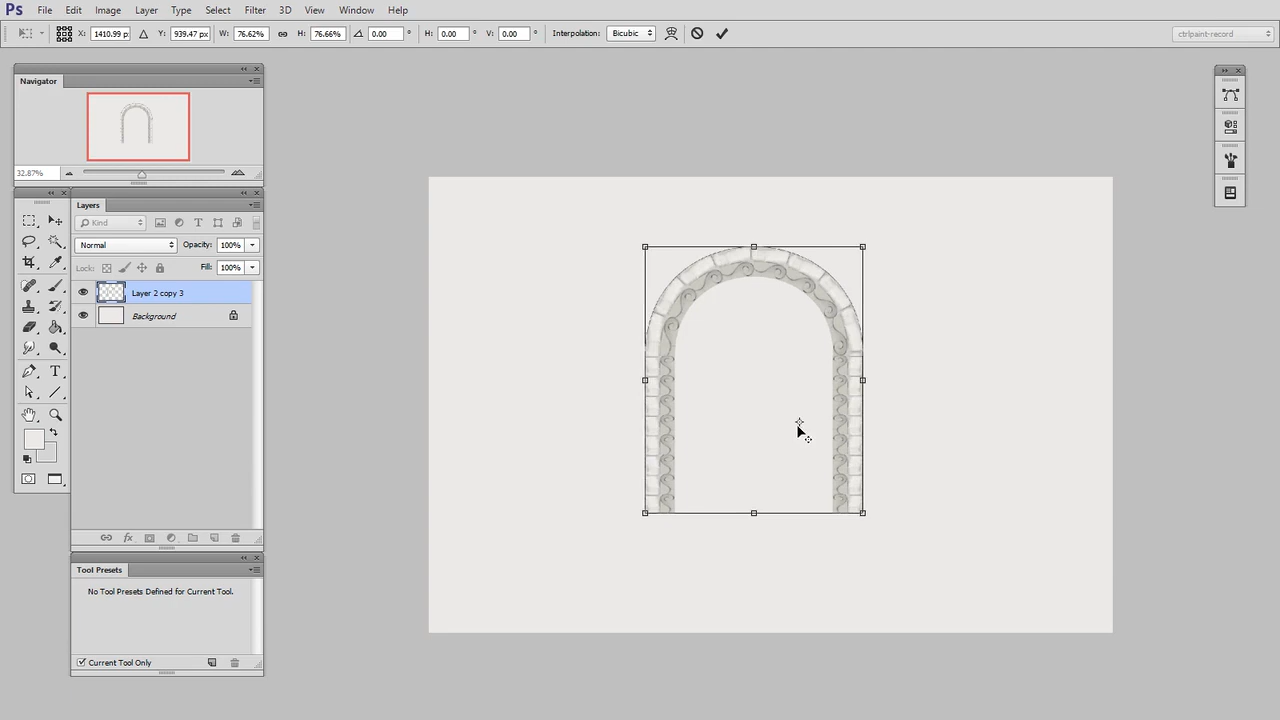 Ps File Edit Image Layer Type Select Filter 3D View Window Help
X: 1410.99 p: Y: 939.47 px W: 76.62% H: 76.66% 0.00 ° H: 0.00 ° V: 0.00 ° Interpolation: Bicubic ctrlpaint-record
Navigator
32.87%
Layers
Kind
Normal Opacity: 100%
Lock: Fill: 100%
Layer 2 copy 3
Background
Tool Presets
No Tool Presets Defined for Current Tool.
Current Tool Only